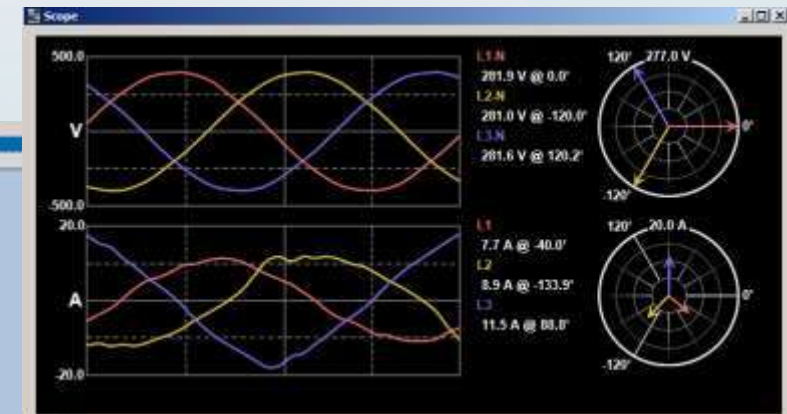 Scope
500.0
V
-500.0
L1-N
281.9 V @ 0.0°
L2-N
281.0 V @ -120.0°
L3-N
281.6 V @ 120.2°
120° 277.0 V
0°
-120°
20.0
A
-20.0
L1
7.7 A @ -40.0°
L2
8.9 A @ -133.9°
L3
11.5 A @ 88.8°
120° 20.0 A
0°
-120°